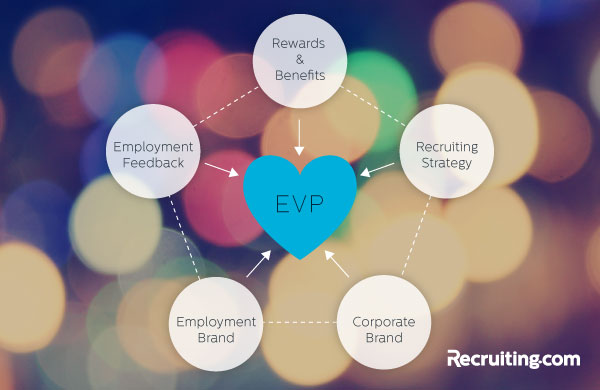 Rewards
&
Benefits
Employment
Feedback
Recruiting
Strategy
EVP
Employment
Brand
Corporate
Brand
Recruiting.com